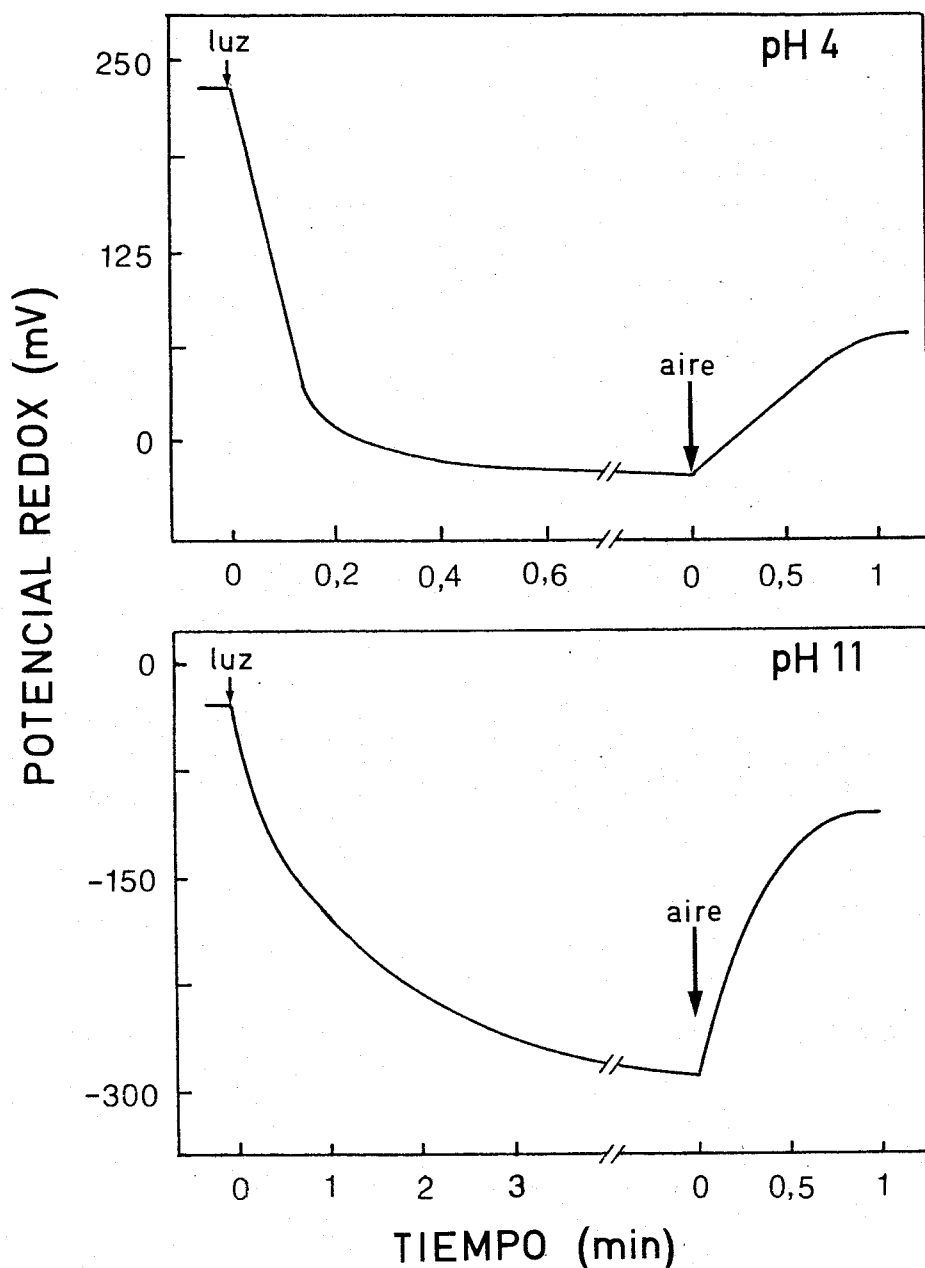 POTENCIAL REDOX (mV)
luz
pH 4
250
125
0
aire
0 0,2 0,4 0,6 0 0,5 1
luz
pH 11
0
-150
-300
aire
0 1 2 3 0 0,5 1
TIEMPO (min)